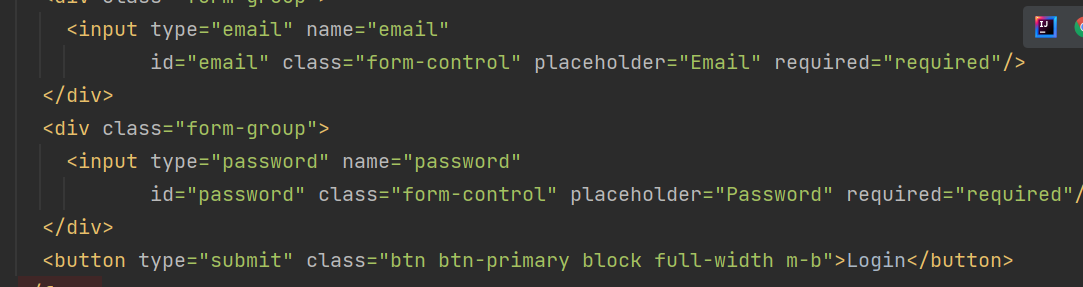 <div class="form-group">
<input type="email" name="email"
id="email" class="form-control" placeholder="Email" required="required"/>
</div>
<div class="form-group">
<input type="password" name="password"
id="password" class="form-control" placeholder="Password" required="required"/
</div>
<button type="submit" class="btn btn-primary block full-width m-b">Login</button>
IJ